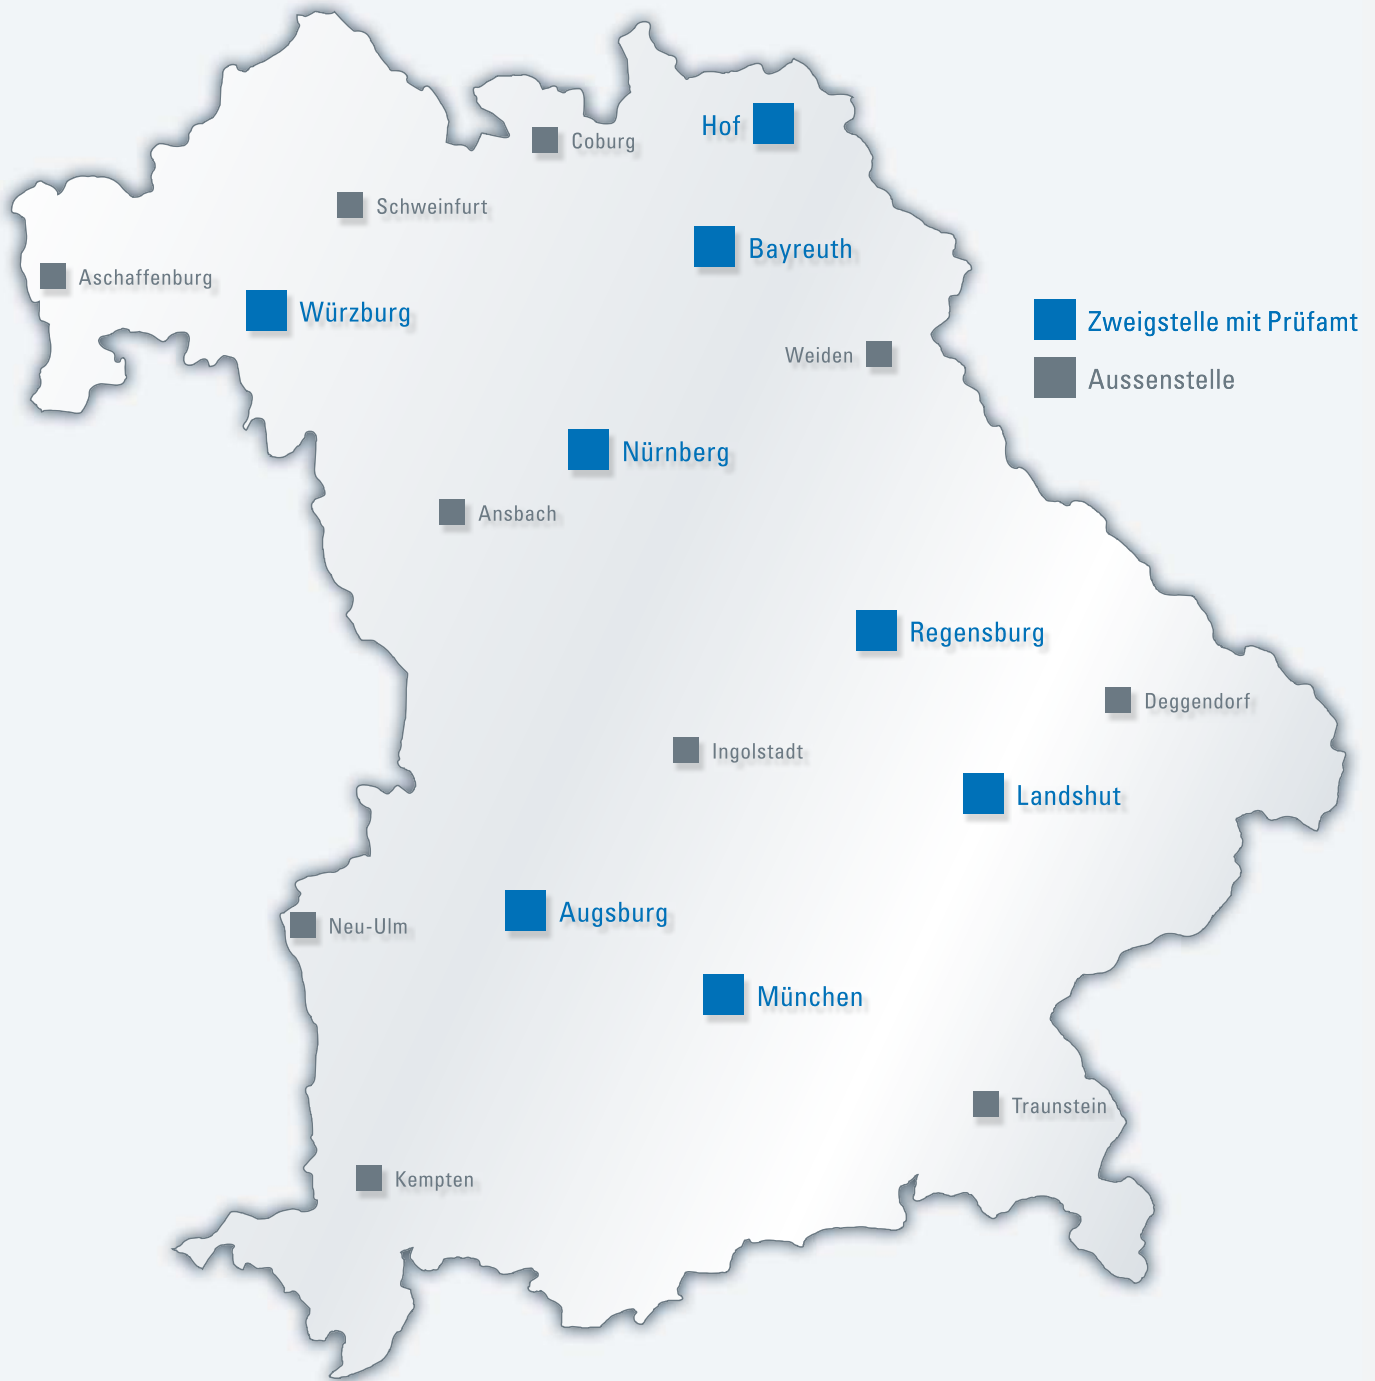 Hof
Coburg
Schweinfurt
Bayreuth
Aschaffenburg
Würzburg
Zweigstelle mit Prüfamt
Weiden
Aussenstelle
Nürnberg
Ansbach
Regensburg
Deggendorf
Ingolstadt
Landshut
Augsburg
Neu-Ulm
München
Traunstein
Kempten